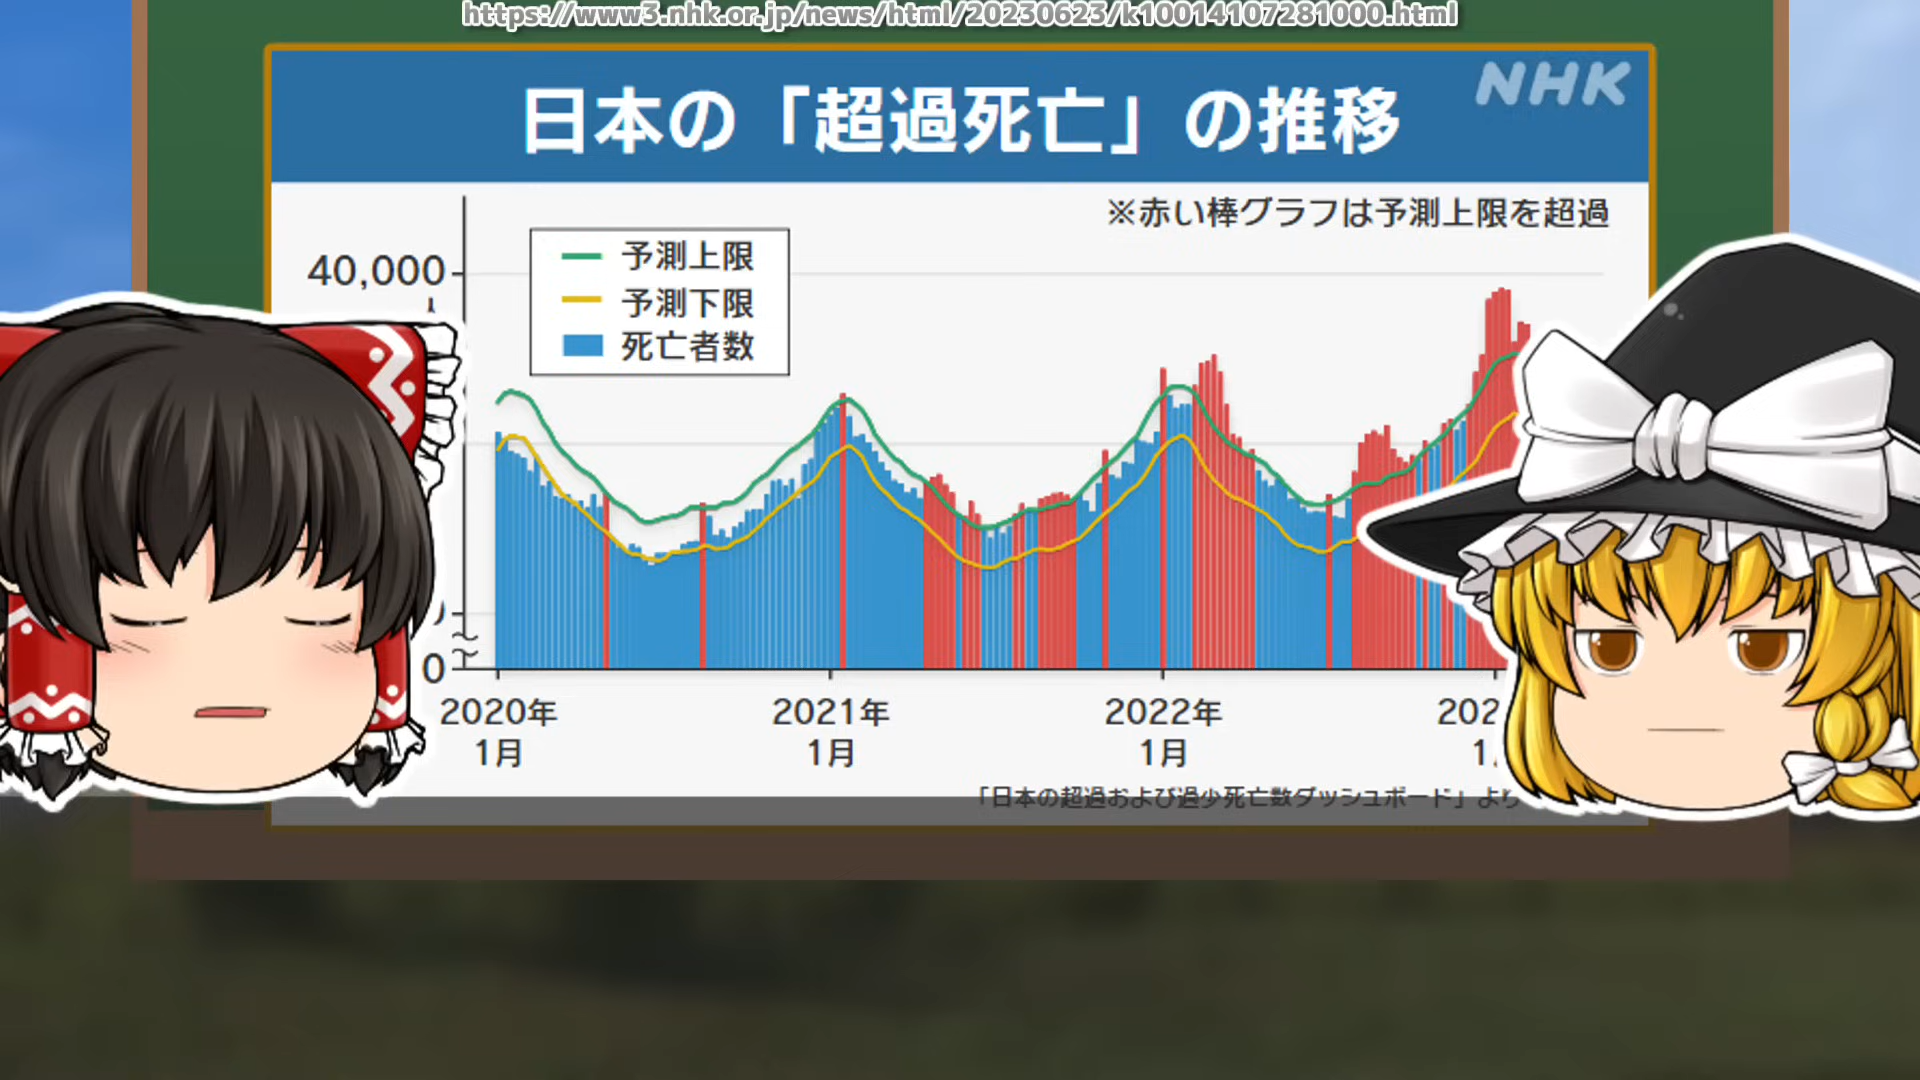 https://www3.nhk.or.jp/news/html/20230623/k10014107281000.html
日本の「超過死亡」の推移
NHK
※赤い棒グラフは予測上限を超過
予測上限
予測下限
死亡者数
40,000
人
0
2020年
1月
2021年
1月
2022年
1月
202
1
「日本の超過および過少死亡数ダッシュボード」より